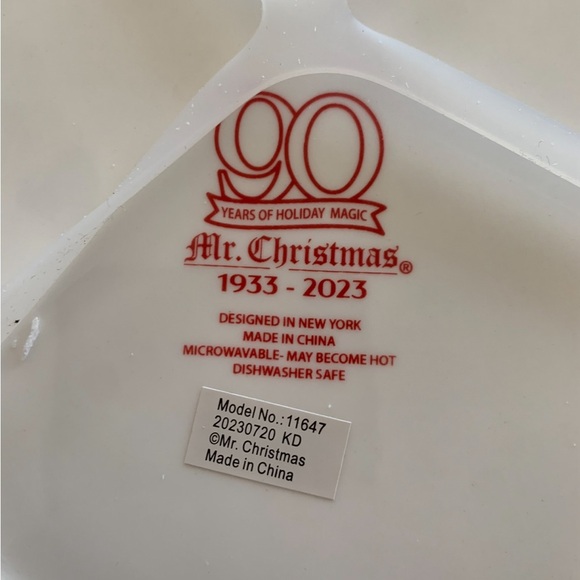 90
YEARS OF HOLIDAY MAGIC
Mr. Christmas®
1933 - 2023
DESIGNED IN NEW YORK
MADE IN CHINA
MICROWAVABLE- MAY BECOME HOT
DISHWASHER SAFE
Model No.:11647
20230720 KD
©Mr. Christmas
Made in China